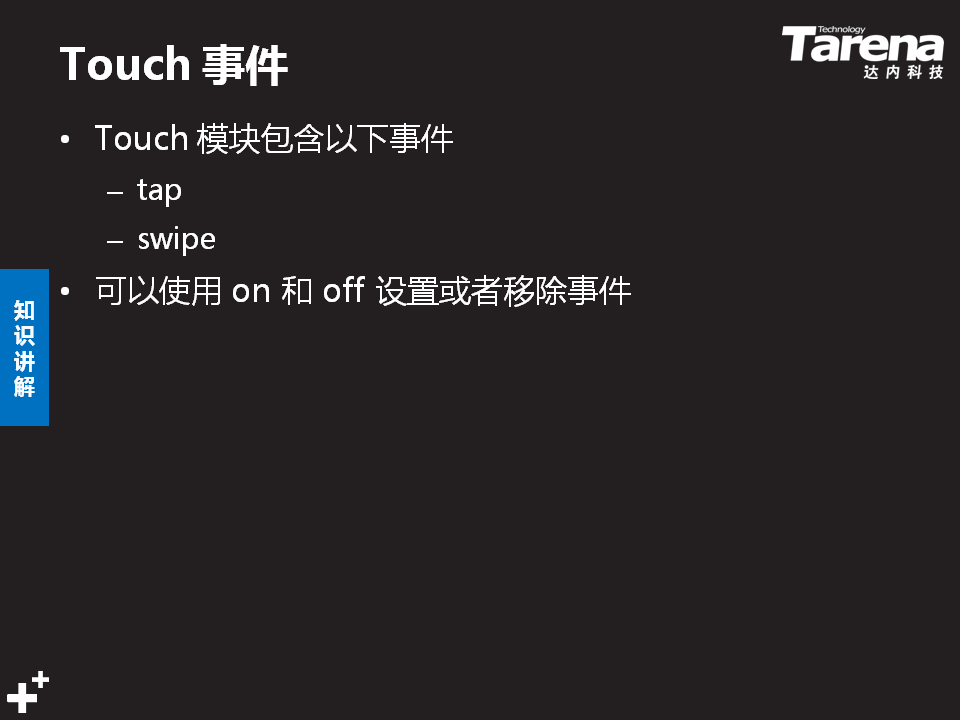 Touch 事件
Technology
Tarena
达内科技
• Touch 模块包含以下事件
– tap
– swipe
• 可以使用 on 和 off 设置或者移除事件
知
识
讲
解